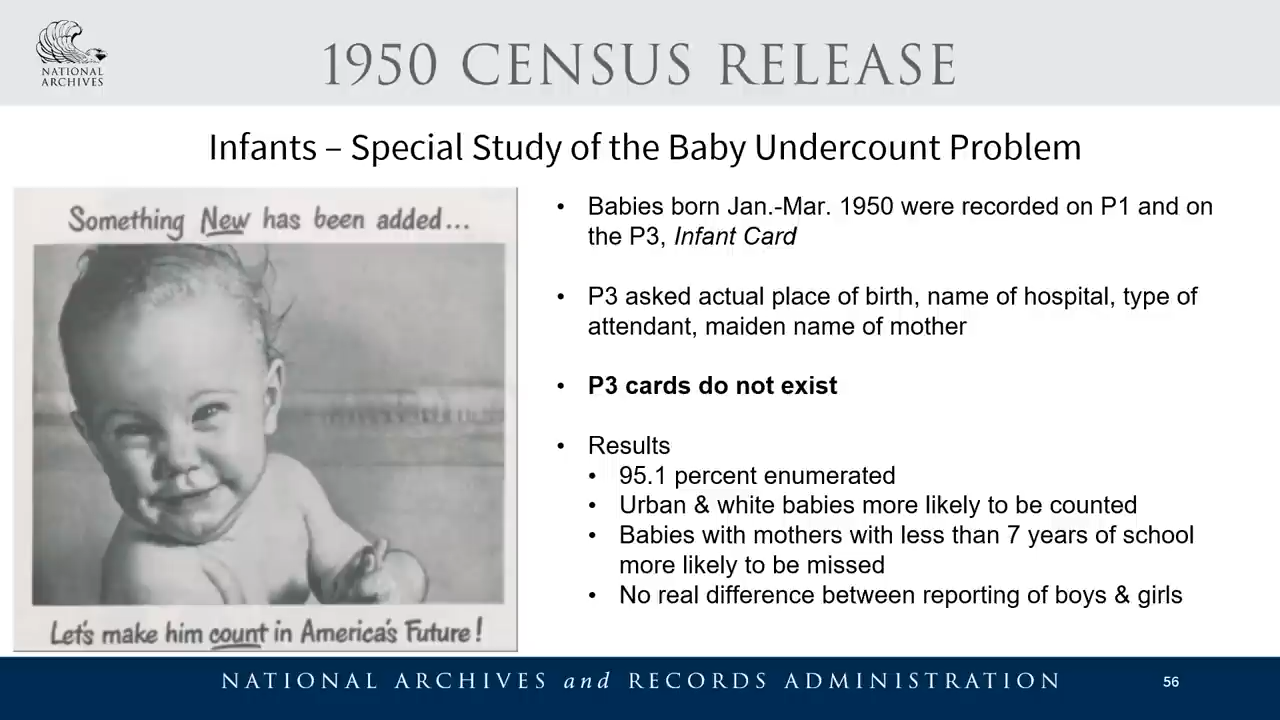 NATIONAL
ARCHIVES
1950 CENSUS RELEASE
Infants – Special Study of the Baby Undercount Problem
Something New has been added...
Let's make him count in America's Future!
• Babies born Jan.-Mar. 1950 were recorded on P1 and on
the P3, Infant Card
• P3 asked actual place of birth, name of hospital, type of
attendant, maiden name of mother
• P3 cards do not exist
• Results
• 95.1 percent enumerated
• Urban & white babies more likely to be counted
• Babies with mothers with less than 7 years of school
more likely to be missed
• No real difference between reporting of boys & girls
NATIONAL ARCHIVES and RECORDS ADMINISTRATION
56